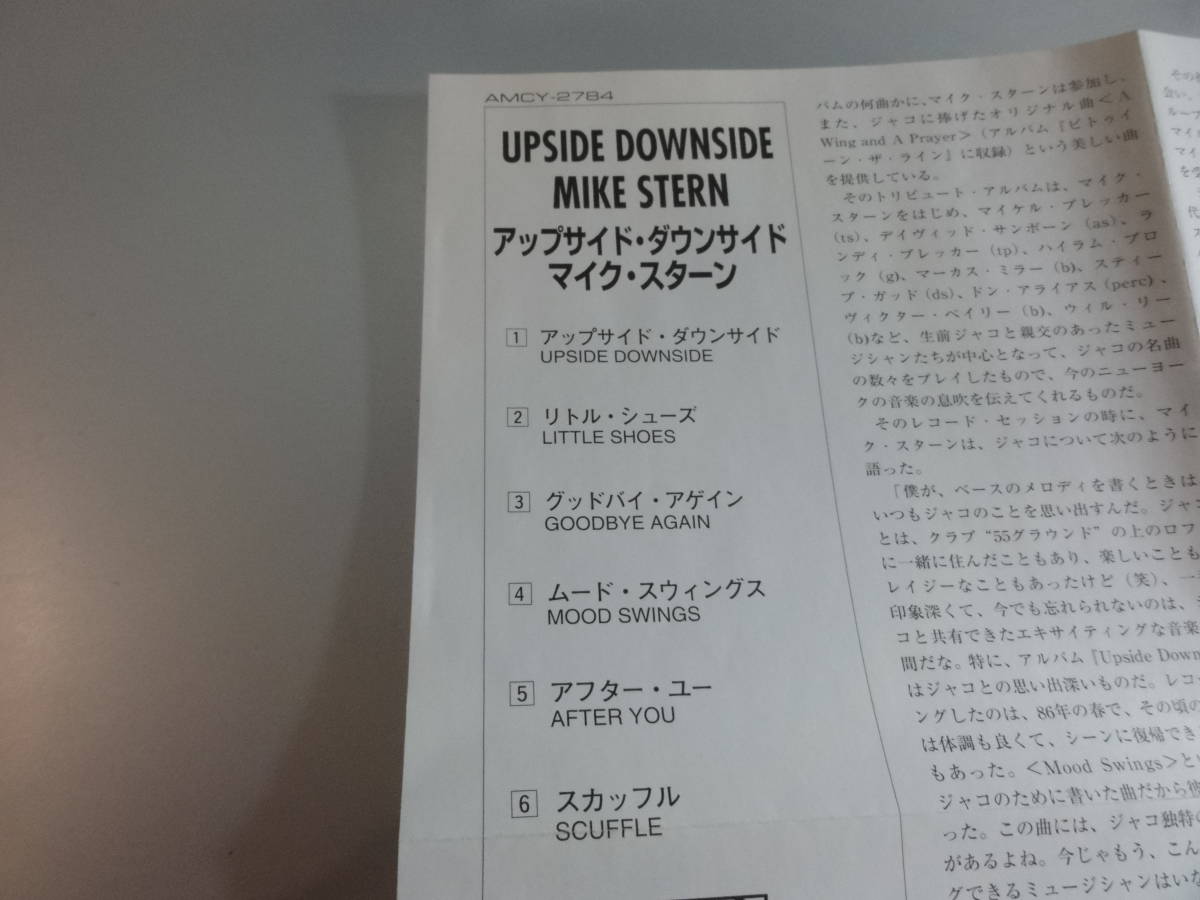 AMCY-2784
UPSIDE DOWNSIDE
MIKE STERN
アップサイド・ダウンサイド
マイク・スターン
1 アップサイド・ダウンサイド
UPSIDE DOWNSIDE
2 リトル・シューズ
LITTLE SHOES
3 グッドバイ・アゲイン
GOODBYE AGAIN
4 ムード・スウィングス
MOOD SWINGS
5 アフター・ユー
AFTER YOU
6 スカッフル
SCUFFLE
バムの何曲かに、マイク・スターンは参加し、
また、ジャコに捧げたオリジナル曲<A
Wing and A Prayer>(アルバム『ビトゥイ
ーン・ザ・ライン』に収録)という美しい曲
を提供している。
そのトリビュート・アルバムは、マイク・
スターンをはじめ、マイケル・ブレッカー
(ts)、デイヴィッド・サンボーン(as)、ラ
ンディ・ブレッカー(tp)、ハイラム・ブロ
ック(g)、マーカス・ミラー(b)、スティー
ブ・ガッド(ds)、ドン・アライアス(perc)、
ヴィクター・ベイリー(b)、ウィル・リー
(b)など、生前ジャコと親交のあったミュー
ジシャンたちが中心となって、ジャコの名曲
の数々をプレイしたもので、今のニューヨー
クの音楽の息吹を伝えてくれるものだ。
そのレコード・セッションの時に、マイ
ク・スターンは、ジャコについて次のように
語った。
「僕が、ベースのメロディを書くときは
いつもジャコのことを思い出すんだ。ジャコ
とは、クラブ“55グラウンド”の上のロフ
に一緒に住んだこともあり、楽しいことも
レイジーなこともあったけど(笑)、一
印象深くて、今でも忘れられないのは、
コと共有できたエキサイティングな音楽
間だな。特に、アルバム『Upside Down
はジャコとの思い出深いものだ。レコ
ングしたのは、86年の春で、その頃の
は体調も良くて、シーンに復帰でき
もあった。<Mood Swings>と
ジャコのために書いた曲だから彼
った。この曲には、ジャコ独特の
があるよね。今じゃもう、こん
グできるミュージシャンはいな
その
会い、
ループ
マイ
マイ
を
代
ス